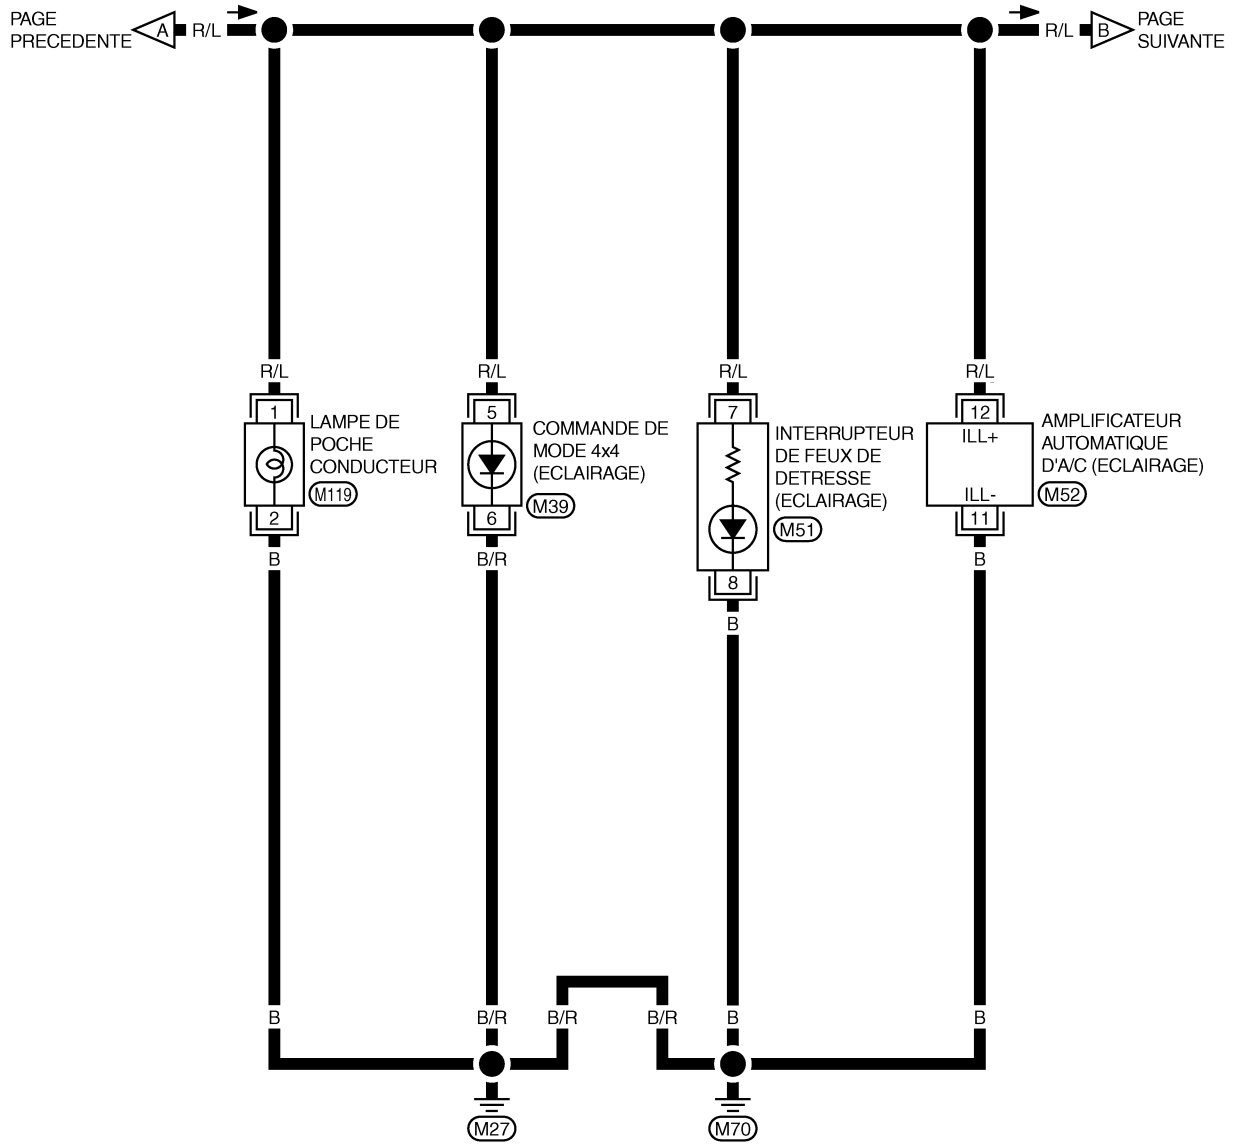 PAGE
PRECEDENTE
A
R/L
R/L
B
PAGE
SUIVANTE
R/L
R/L
R/L
R/L
1
LAMPE DE
POCHE
CONDUCTEUR
M119
2
B
5
COMMANDE DE
MODE 4x4
(ECLAIRAGE)
M39
6
B/R
7
INTERRUPTEUR
DE FEUX DE
DETRESSE
(ECLAIRAGE)
M51
8
B
12
ILL+
ILL-
AMPLIFICATEUR
AUTOMATIQUE
D'A/C (ECLAIRAGE)
M52
11
B
B
B/R
B/R
B/R
B
B
M27
M70